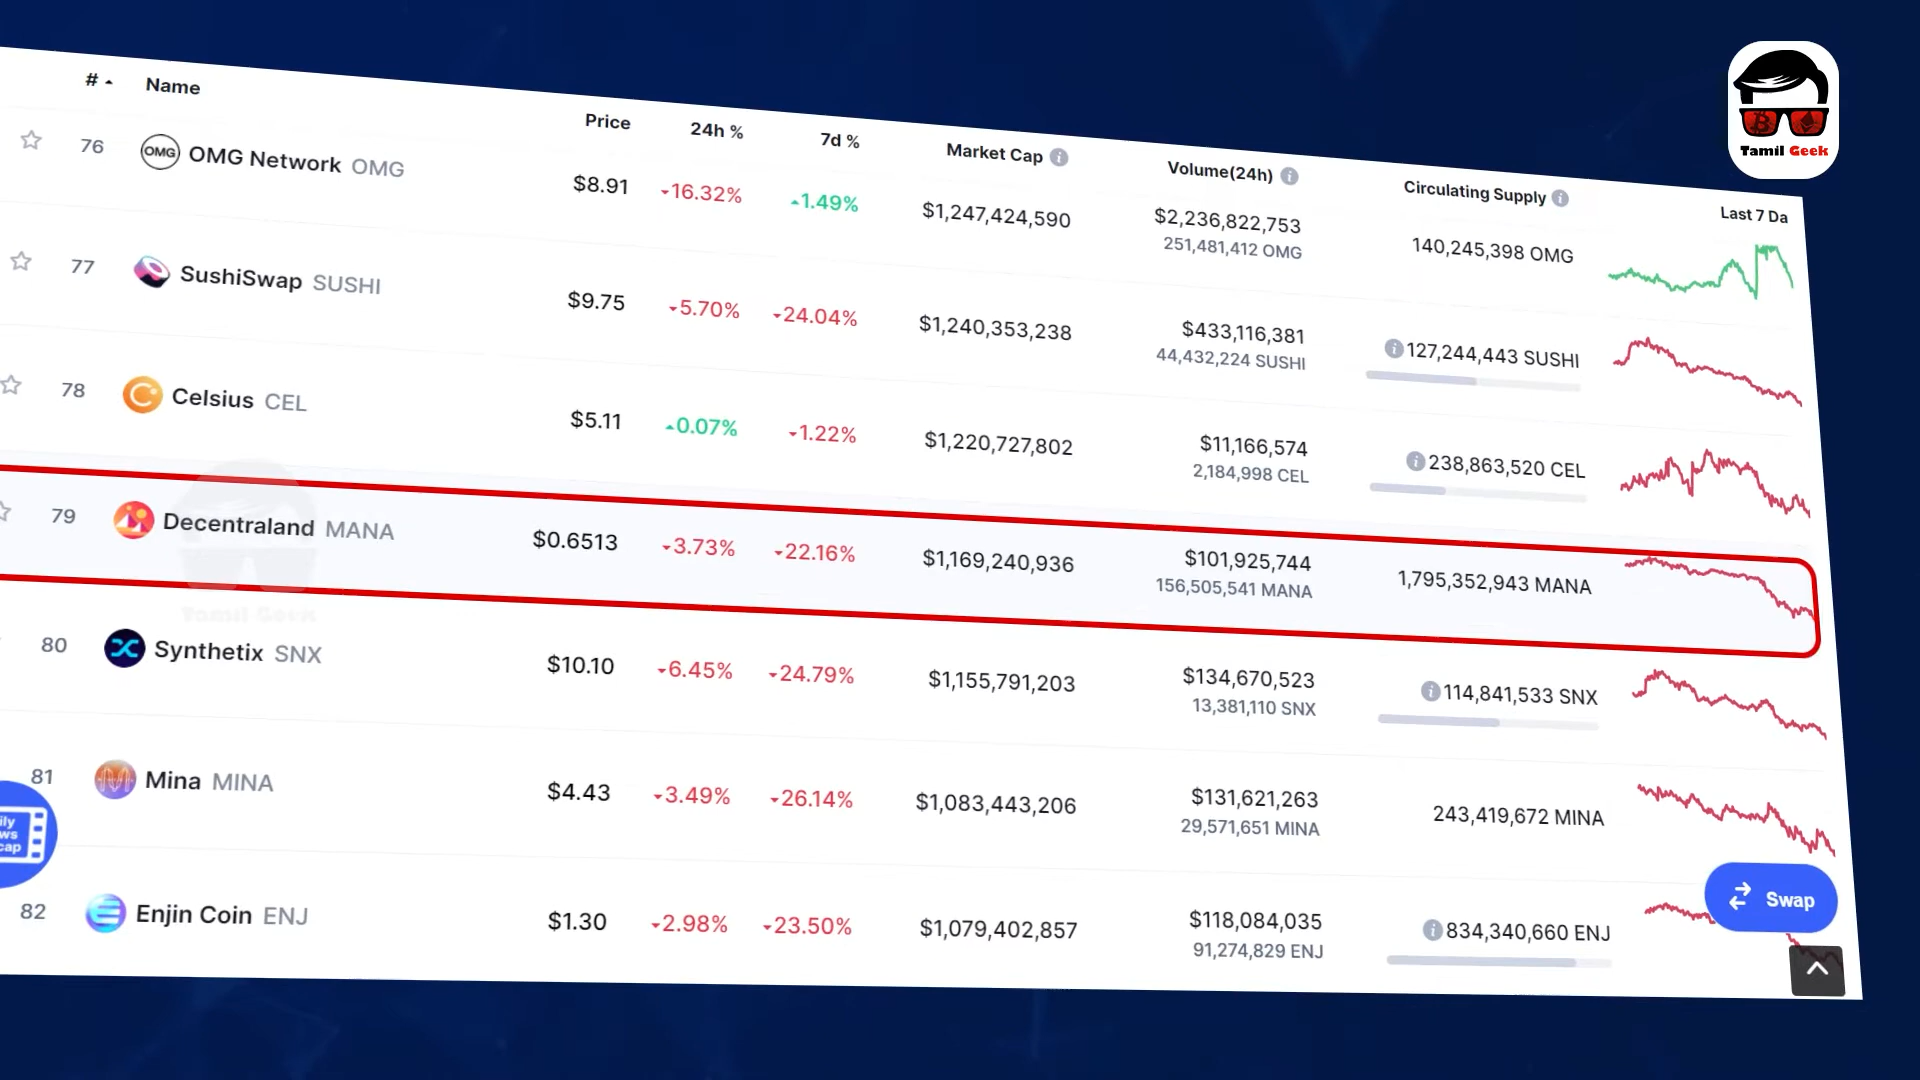 # Name Price 24h % 7d % Market Cap Volume(24h) Circulating Supply Last 7 Da
76 OMG OMG Network OMG $8.91 16.32% 1.49% $1,247,424,590 $2,236,822,753 140,245,398 OMG
251,481,412 OMG
77 SushiSwap SUSHI $9.75 5.70% 24.04% $1,240,353,238 $433,116,381 127,244,443 SUSHI
44,432,224 SUSHI
78 Celsius CEL $5.11 0.07% 1.22% $1,220,727,802 $11,166,574 238,863,520 CEL
2,184,998 CEL
79 Decentraland MANA $0.6513 3.73% 22.16% $1,169,240,936 $101,925,744 1,795,352,943 MANA
156,505,541 MANA
80 Synthetix SNX $10.10 6.45% 24.79% $1,155,791,203 $134,670,523 114,841,533 SNX
13,381,110 SNX
81 Mina MINA $4.43 3.49% 26.14% $1,083,443,206 $131,621,263 243,419,672 MINA
29,571,651 MINA
82 Enjin Coin ENJ $1.30 2.98% 23.50% $1,079,402,857 $118,084,035 834,340,660 ENJ
91,274,829 ENJ
Swap
Tamil Geek
Tamil Geek